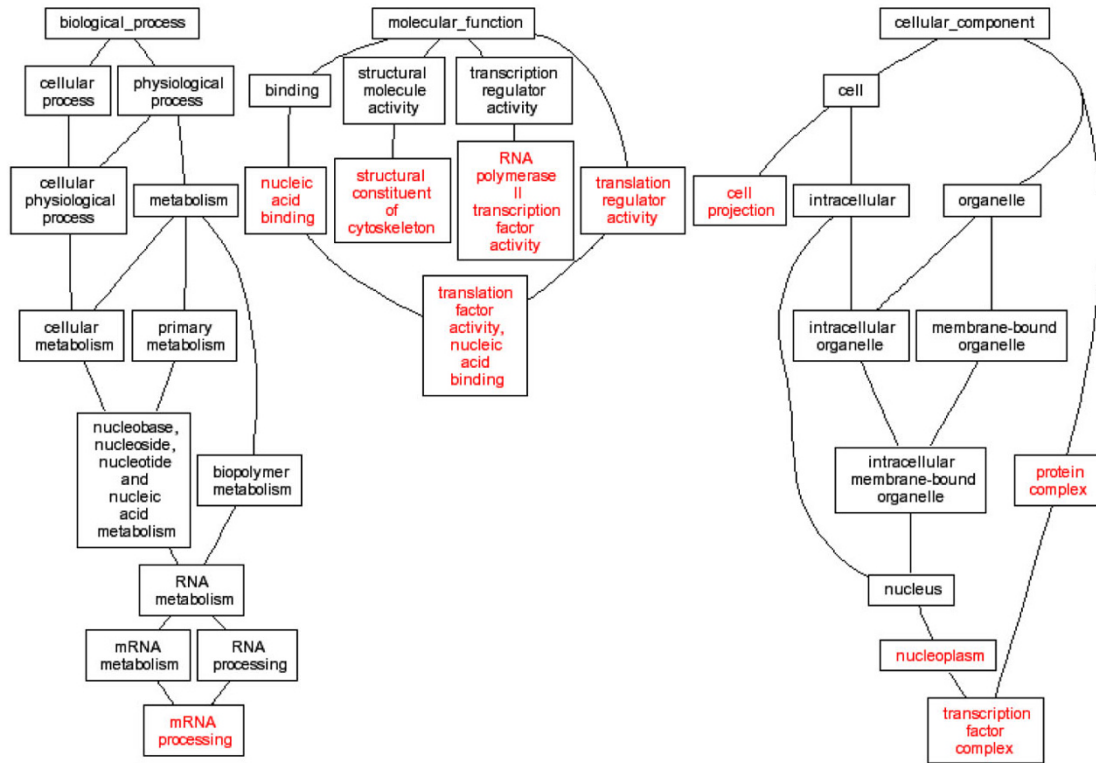 biological_process
molecular_function
cellular_component
cellular
process
physiological
process
binding
structural
molecule
activity
transcription
regulator
activity
cell
cellular
physiological
process
metabolism
nucleic
acid
binding
structural
constituent
of
cytoskeleton
RNA
polymerase
II
transcription
factor
activity
translation
regulator
activity
cell
projection
intracellular
organelle
cellular
metabolism
primary
metabolism
translation
factor
activity,
nucleic
acid
binding
intracellular
organelle
membrane-bound
organelle
nucleobase,
nucleoside,
nucleotide
and
nucleic
acid
metabolism
biopolymer
metabolism
intracellular
membrane-bound
organelle
protein
complex
RNA
metabolism
nucleus
mRNA
metabolism
RNA
processing
nucleoplasm
mRNA
processing
transcription
factor
complex